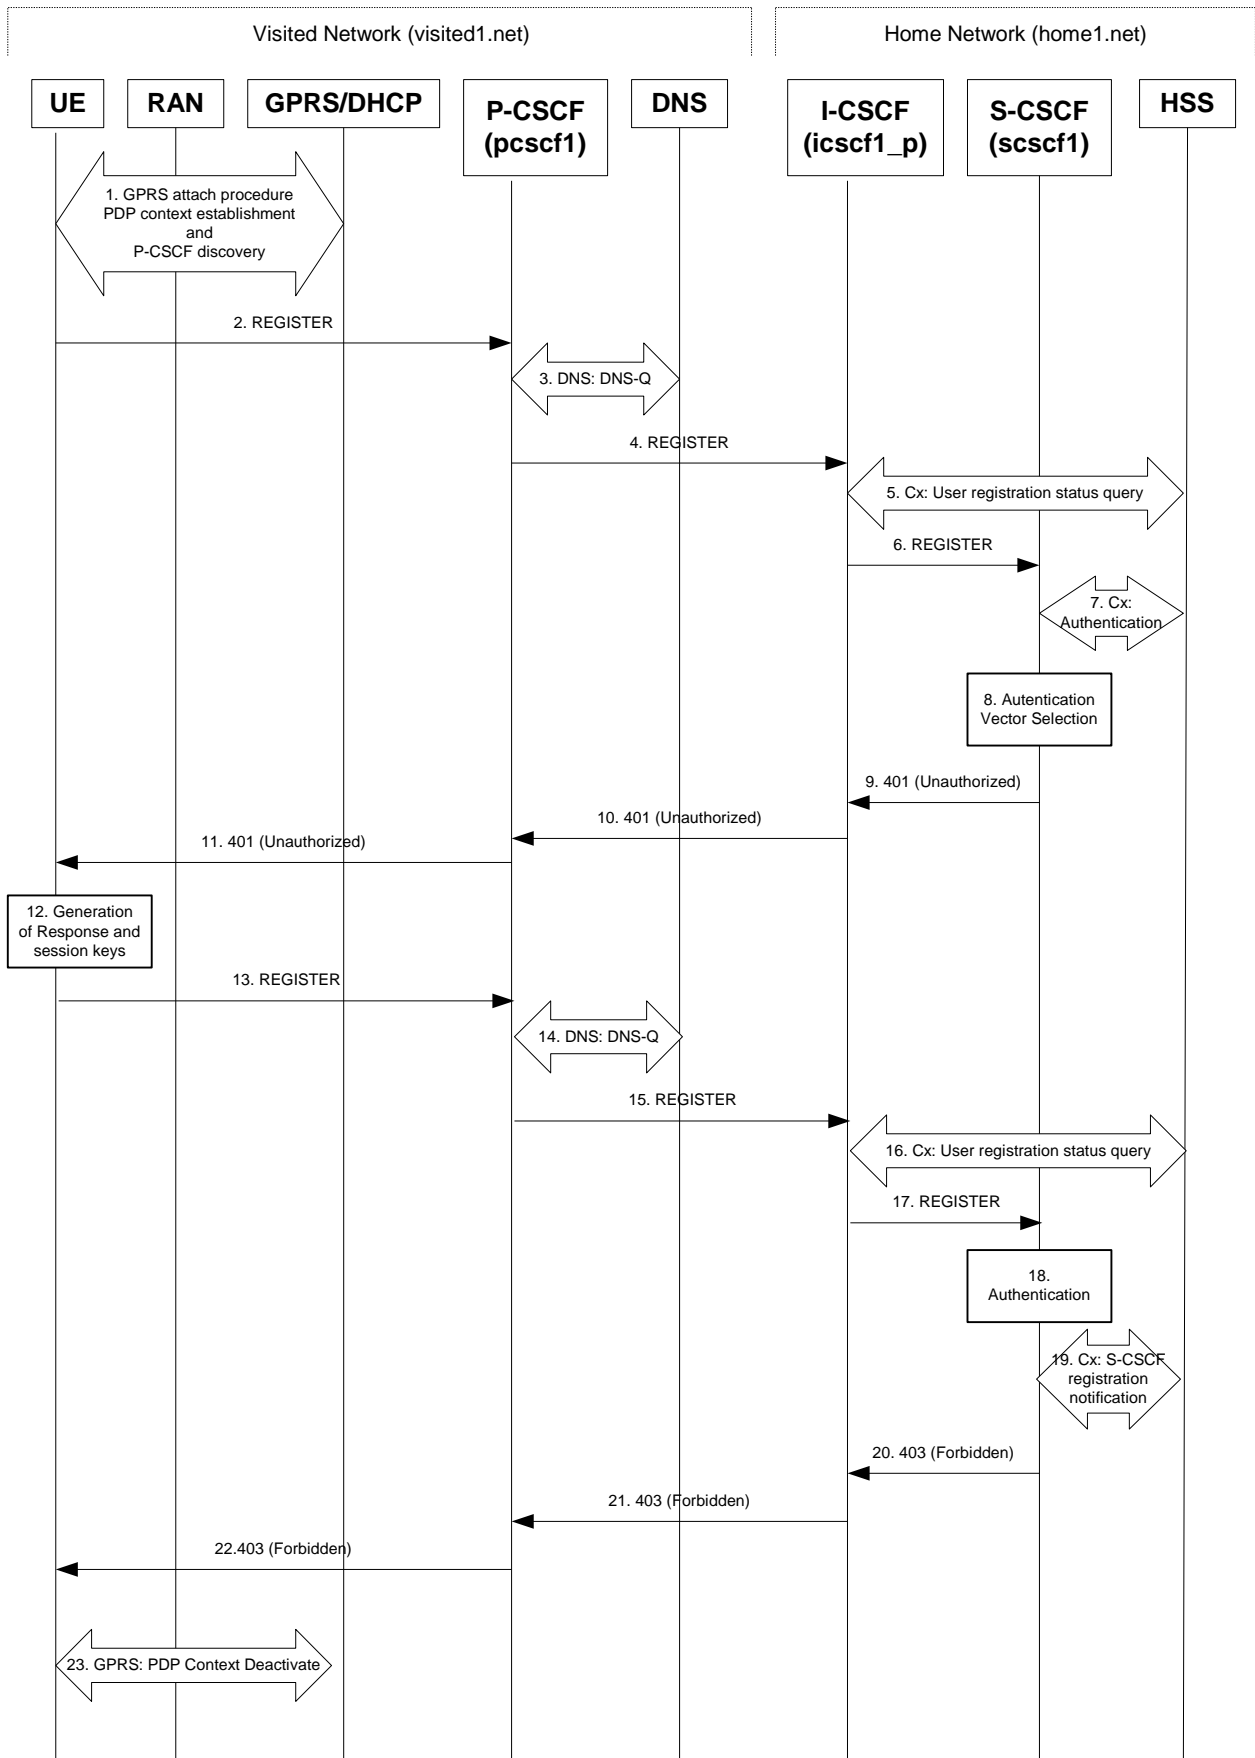 Visited Network (visited1.net)
Home Network (home1.net)
UE
RAN
GPRS/DHCP
P-CSCF
(pcscf1)
DNS
I-CSCF
(icscf1_p)
S-CSCF
(scscf1)
HSS
1. GPRS attach procedure
PDP context establishment
and
P-CSCF discovery
2. REGISTER
3. DNS: DNS-Q
4. REGISTER
5. Cx: User registration status query
6. REGISTER
7. Cx:
Authentication
8. Autentication
Vector Selection
9. 401 (Unauthorized)
10. 401 (Unauthorized)
11. 401 (Unauthorized)
12. Generation
of Response and
session keys
13. REGISTER
14. DNS: DNS-Q
15. REGISTER
16. Cx: User registration status query
17. REGISTER
18.
Authentication
19. Cx: S-CSCF
registration
notification
20. 403 (Forbidden)
21. 403 (Forbidden)
22.403 (Forbidden)
23. GPRS: PDP Context Deactivate